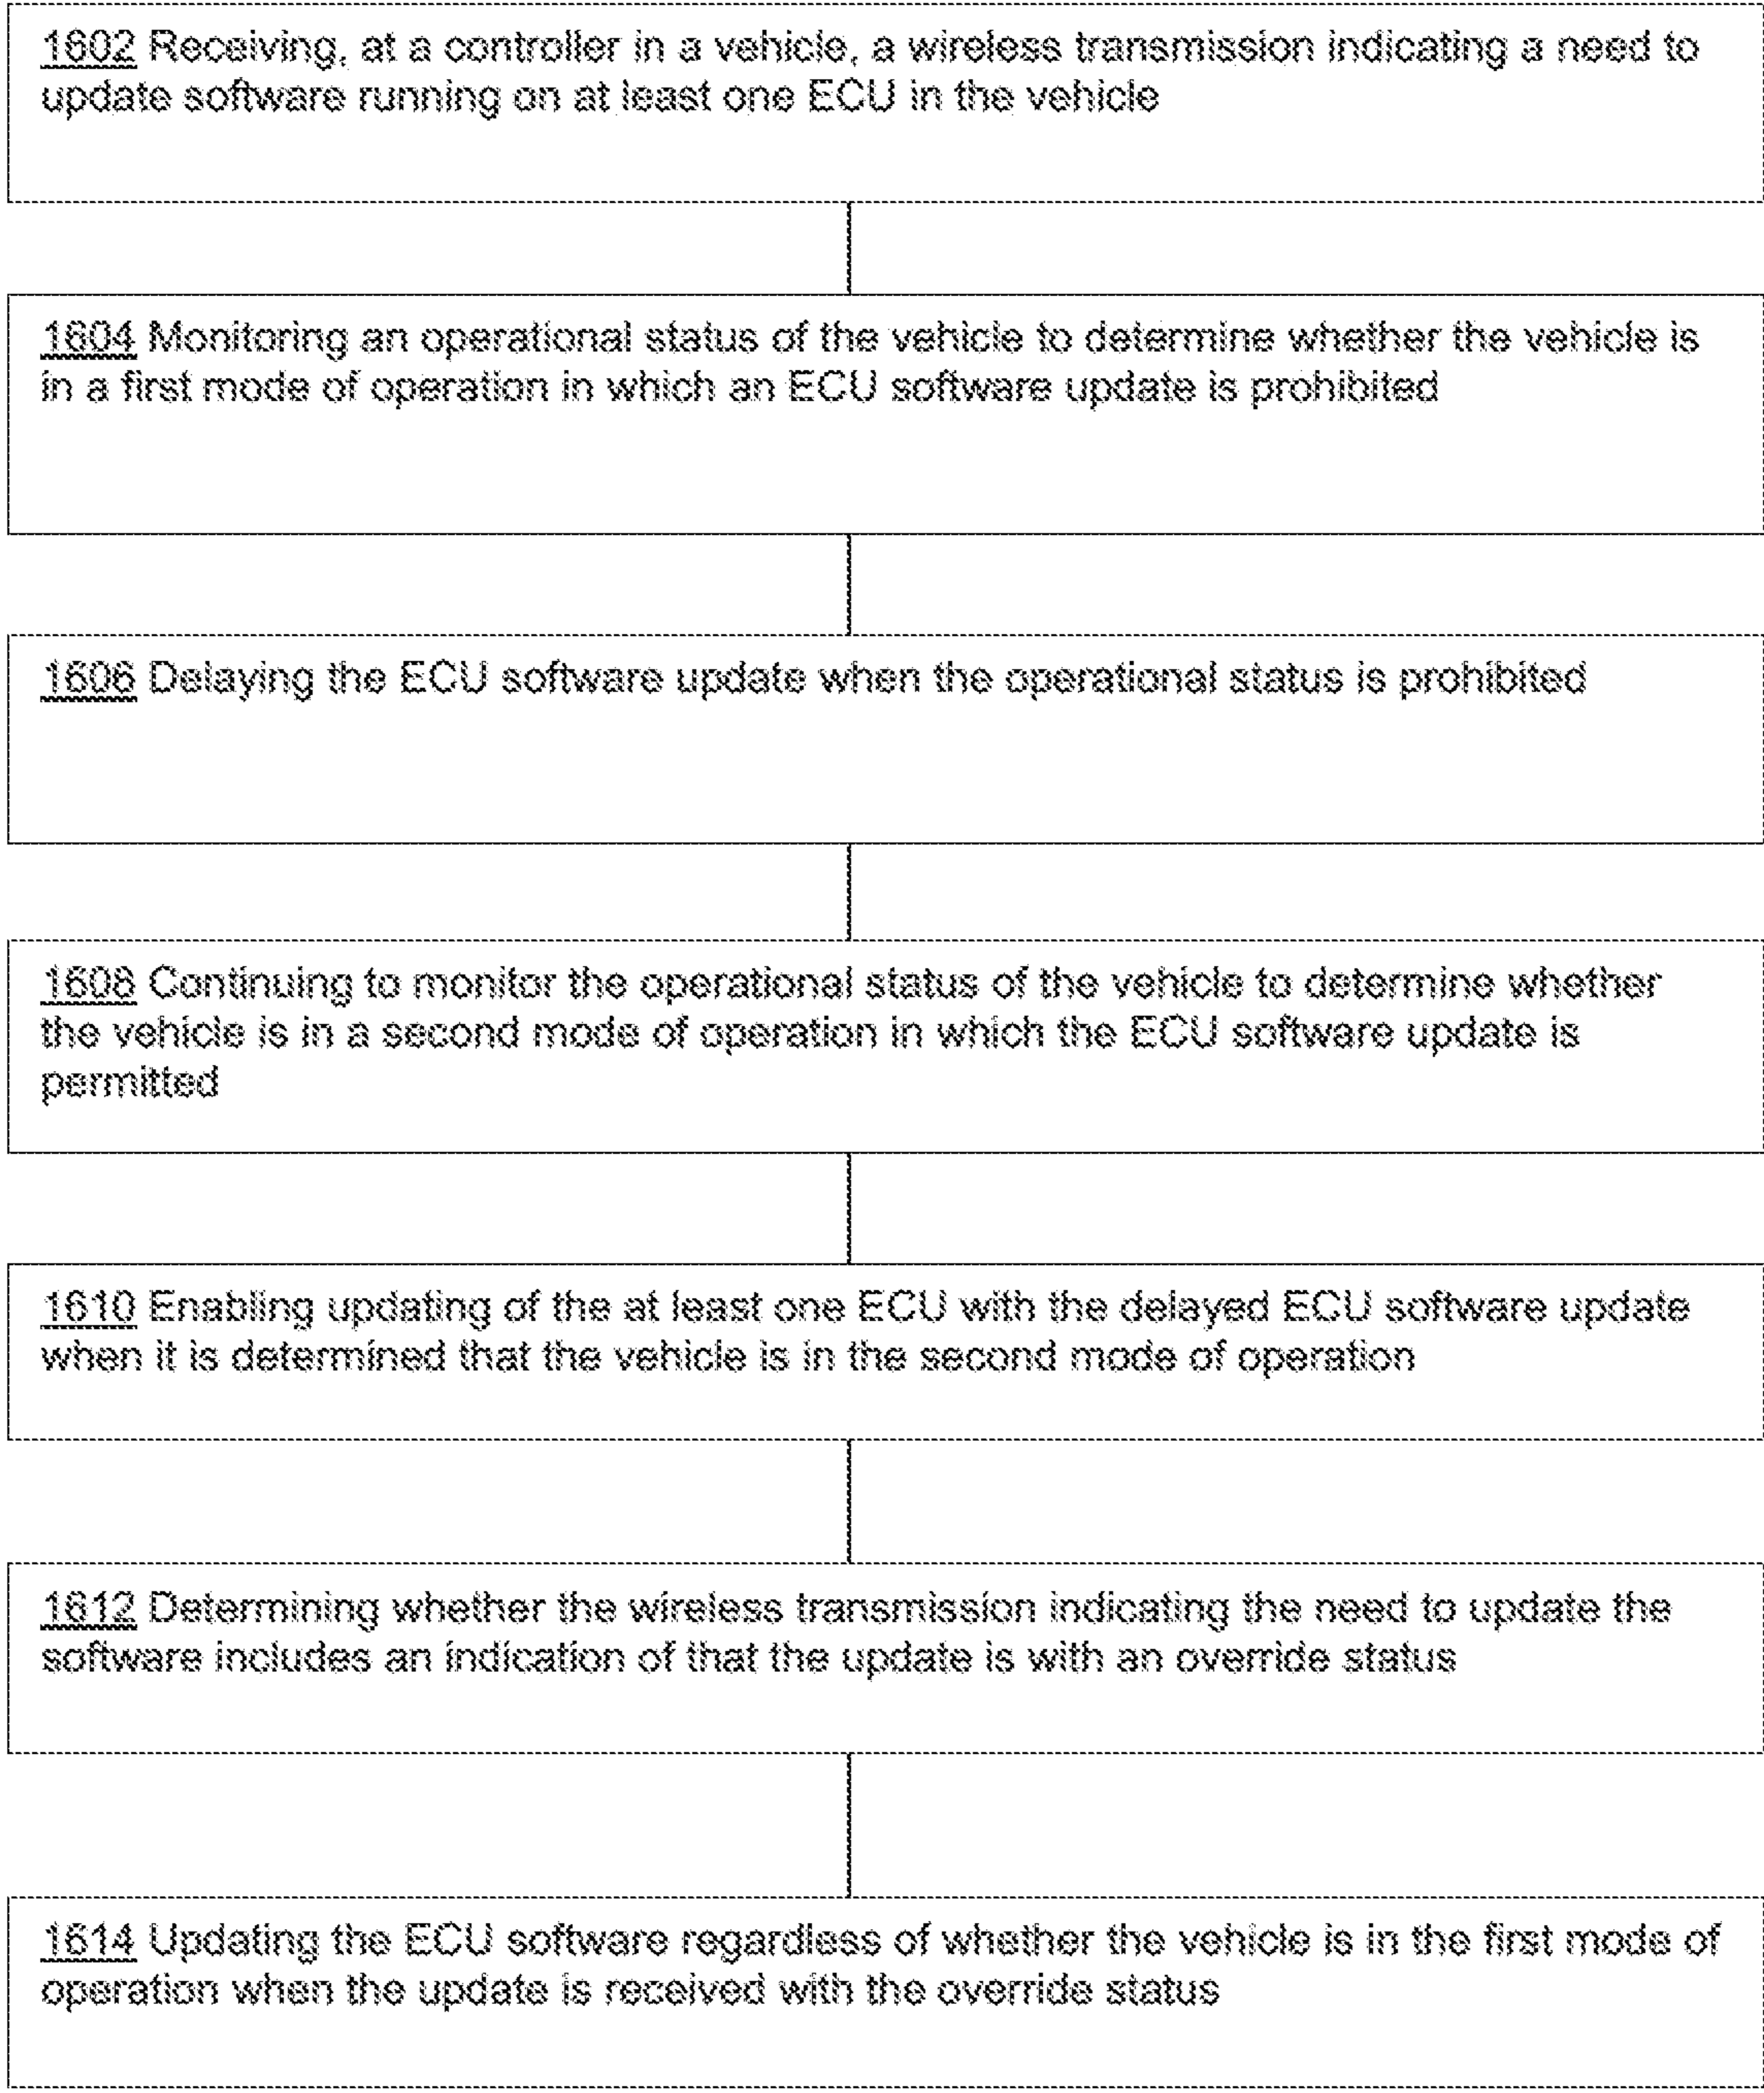 1602 Receiving, at a controller in a vehicle, a wireless transmission indicating a need to
update software running on at least one ECU in the vehicle
1604 Monitoring an operational status of the vehicle to determine whether the vehicle is
in a first mode of operation in which an ECU software update is prohibited
1606 Delaying the ECU software update when the operational status is prohibited
1608 Continuing to monitor the operational status of the vehicle to determine whether
the vehicle is in a second mode of operation in which the ECU software update is
permitted
1610 Enabling updating of the at least one ECU with the delayed ECU software update
when it is determined that the vehicle is in the second mode of operation
1612 Determining whether the wireless transmission indicating the need to update the
software includes an indication of that the update is with an override status
1614 Updating the ECU software regardless of whether the vehicle is in the first mode of
operation when the update is received with the override status